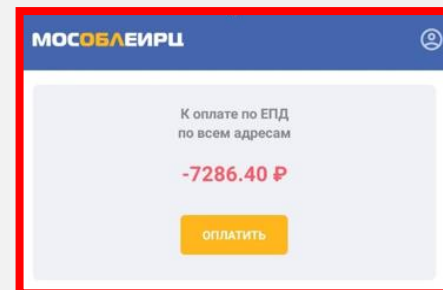 МОСОБЛЕИРЦ
К оплате по ЕПД
по всем адресам
-7286.40 ₽
ОПЛАТИТЬ